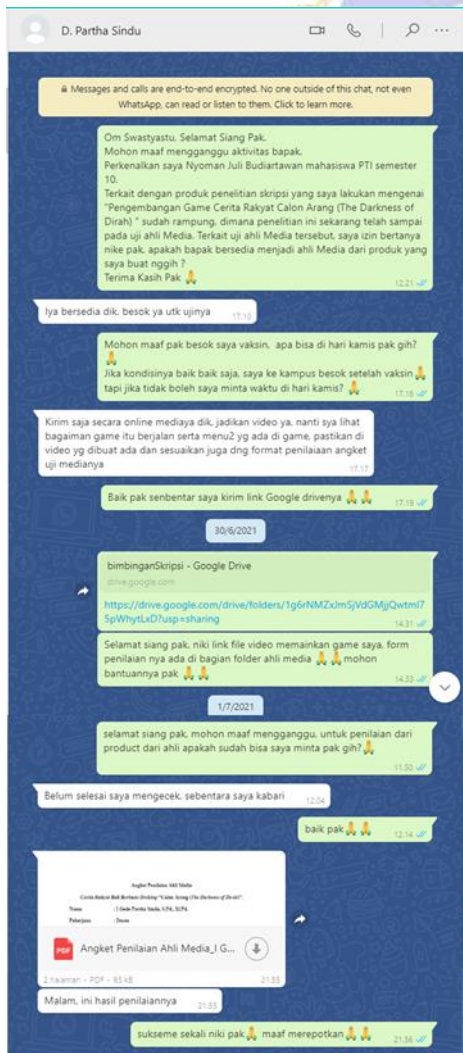 D. Partha Sindu
Messages and calls are end-to-end encrypted. No one outside of this chat, not even
WhatsApp, can read or listen to them. Click to learn more.
Om Swastyastu, Selamat Siang Pak.
Mohon maaf mengganggu aktivitas bapak.
Perkenalkan saya Nyoman Juli Budiartawan mahasiswa PTI semester
10.
Terkait dengan produk penelitian skripsi yang saya lakukan mengenai
"Pengembangan Game Cerita Rakyat Calon Arang (The Darkness of
Dirah) " sudah rampung, dimana penelitian ini sekarang telah sampai
pada uji ahli Media. Terkait uji ahli Media tersebut, saya izin bertanya
nike pak, apakah bapak bersedia menjadi ahli Media dari produk yang
saya buat nggih ?
Terima Kasih Pak 🙏
12.21
Iya bersedia dik, besok ya utk ujinya
17.10
Mohon maaf pak besok saya vaksin, apa bisa di hari kamis pak gih?
🙏
Jika kondisinya baik baik saja, saya ke kampus besok setelah vaksin🙏
tapi jika tidak boleh saya minta waktu di hari kamis? 🙏
17.18
Kirim saja secara online mediaya dik, jadikan video ya, nanti sya lihat
bagaiman game itu berjalan serta menu2 yg ada di game, pastikan di
video yg dibuat ada dan sesuaikan juga dng format penilaiaan angket
uji medianya
17.17
Baik pak senbentar saya kirim link Google drivenya 🙏🙏
17.19
30/6/2021
bimbinganSkripsi - Google Drive
drive.google.com
https://drive.google.com/drive/folders/1g6rNMZxJmSjVdGMjjQwtml7
5pWhytLxD?usp=sharing
14.31
Selamat siang pak, niki link file video memainkan game saya, form
penilaian nya ada di bagian folder ahli media 🙏🙏mohon
bantuannya pak 🙏🙏
14.33
1/7/2021
selamat siang pak, mohon maaf mengganggu, untuk penilaian dari
product dari ahli apakah sudah bisa saya minta pak gih?🙏
11.50
Belum selesai saya mengecek, sebentara saya kabari
12.04
baik pak🙏🙏
12.14
Angket Penilaian Ahli Media
Nama
Pekerjaan : Dosen
PDF
Angket Penilaian Ahli Media_I G...
2 halaman • PDF • 93 kB
21.33
Malam, ini hasil penilaiannya
21.33
sukseme sekali niki pak🙏 maaf merepotkan🙏🙏
21.36